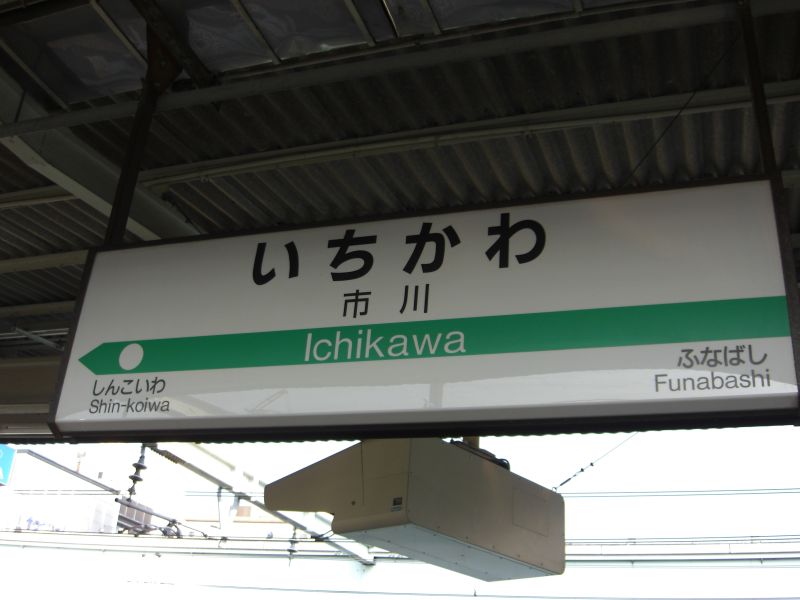 いちかわ
市川
Ichikawa
しんこいわ
Shin-koiwa
ふなばし
Funabashi